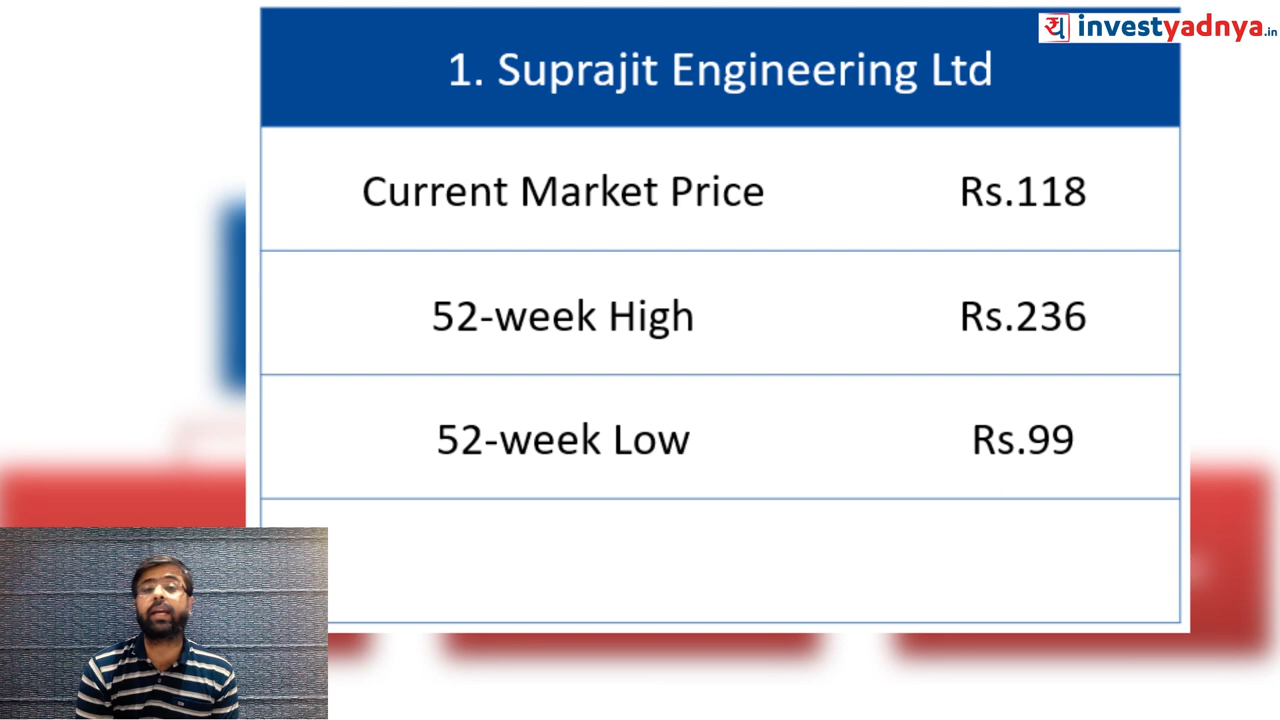 य investyadnya.in
1. Suprajit Engineering Ltd
Current Market Price Rs.118
52-week High Rs.236
52-week Low Rs.99